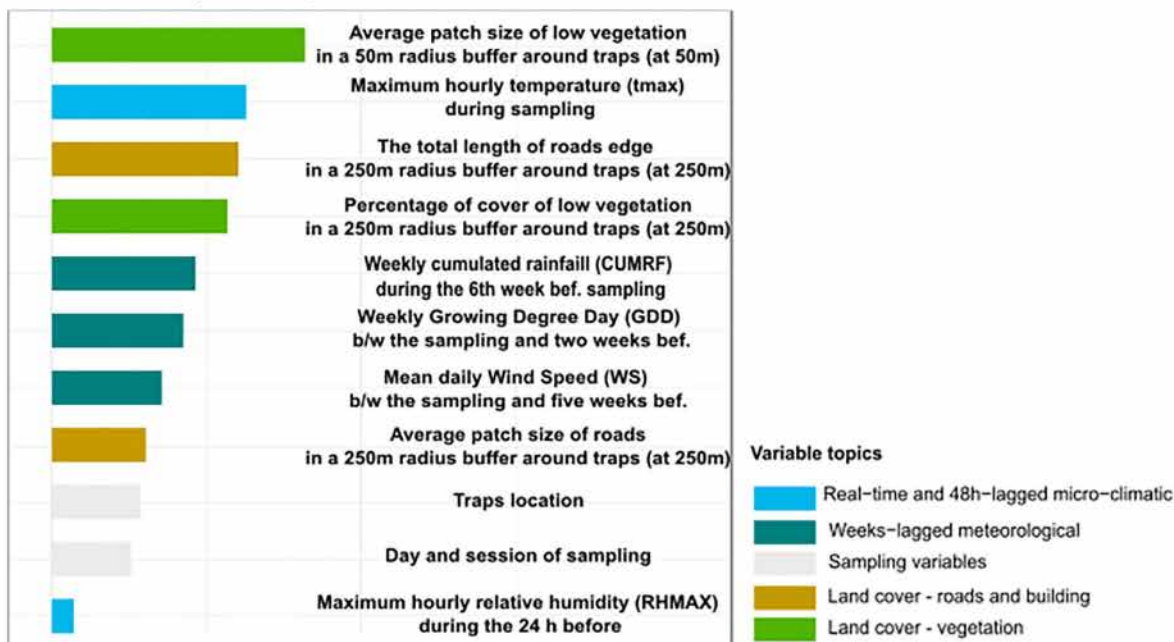 Average patch size of low vegetation
in a 50m radius buffer around traps (at 50m)
Maximum hourly temperature (tmax)
during sampling
The total length of roads edge
in a 250m radius buffer around traps (at 250m)
Percentage of cover of low vegetation
in a 250m radius buffer around traps (at 250m)
Weekly cumulated rainfaill (CUMRF)
during the 6th week bef. sampling
Weekly Growing Degree Day (GDD)
b/w the sampling and two weeks bef.
Mean daily Wind Speed (WS)
b/w the sampling and five weeks bef.
Average patch size of roads
in a 250m radius buffer around traps (at 250m)
Traps location
Day and session of sampling
Maximum hourly relative humidity (RHMAX)
during the 24 h before
Variable topics
Real-time and 48h-lagged micro-climatic
Weeks-lagged meteorological
Sampling variables
Land cover - roads and building
Land cover - vegetation